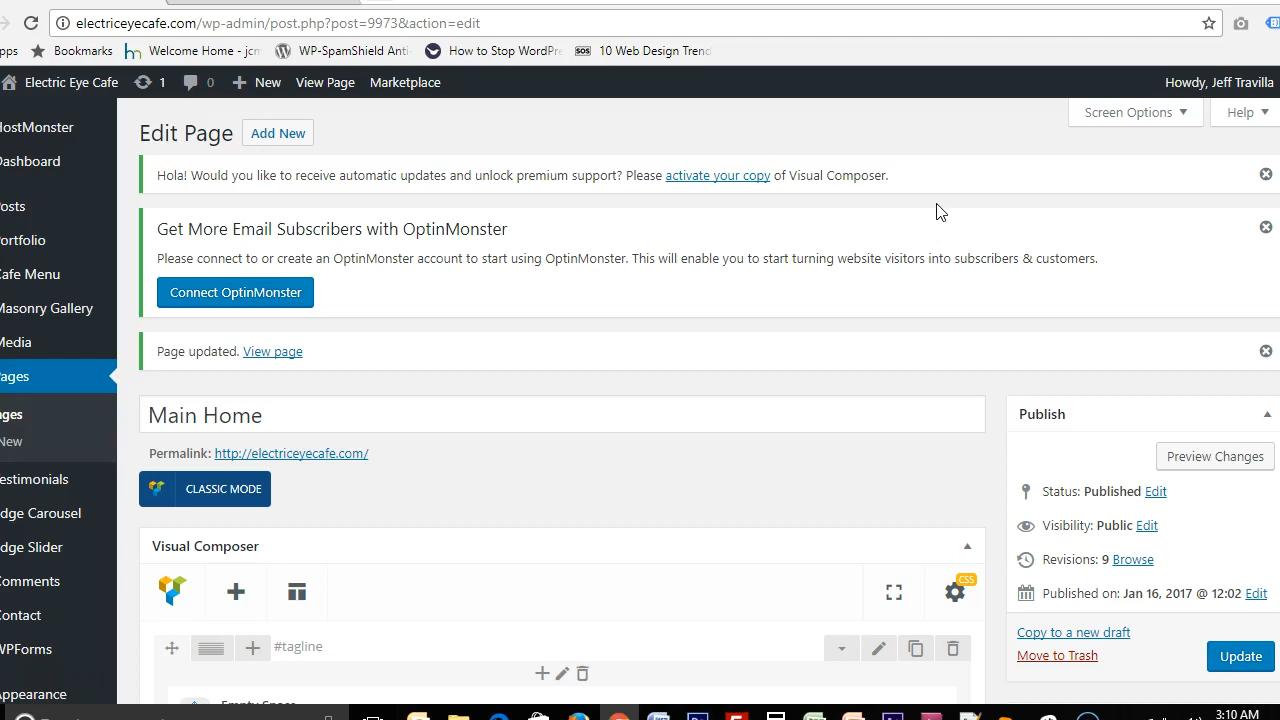 electriceyecafe.com/wp-admin/post.php?post=9973&action=edit
pps Bookmarks Welcome Home - jcm WP-SpamShield Anti- How to Stop WordPre 10 Web Design Trend
Electric Eye Cafe 1 0 New View Page Marketplace Howdy, Jeff Travilla
Screen Options Help
HostMonster
Dashboard
Posts
Portfolio
Cafe Menu
Masonry Gallery
Media
Pages
ages
New
estimonials
dge Carousel
dge Slider
omments
ontact
WPForms
Appearance
Edit Page Add New
Hola! Would you like to receive automatic updates and unlock premium support? Please activate your copy of Visual Composer.
Get More Email Subscribers with OptinMonster
Please connect to or create an OptinMonster account to start using OptinMonster. This will enable you to start turning website visitors into subscribers & customers.
Connect OptinMonster
Page updated. View page
Main Home
Permalink: http://electriceyecafe.com/
CLASSIC MODE
Visual Composer
CSS
#tagline
Empty Space
Publish
Preview Changes
Status: Published Edit
Visibility: Public Edit
Revisions: 9 Browse
Published on: Jan 16, 2017 @ 12:02 Edit
Copy to a new draft
Move to Trash
Update
3:10 AM